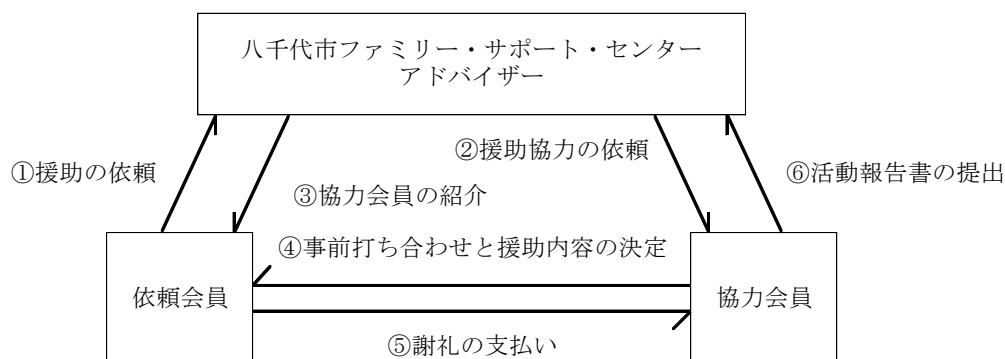 八千代市ファミリー・サポート・センター
アドバイザー
①援助の依頼
②援助協力の依頼
⑥活動報告書の提出
③協力会員の紹介
④事前打ち合わせと援助内容の決定
依頼会員
協力会員
⑤謝礼の支払い